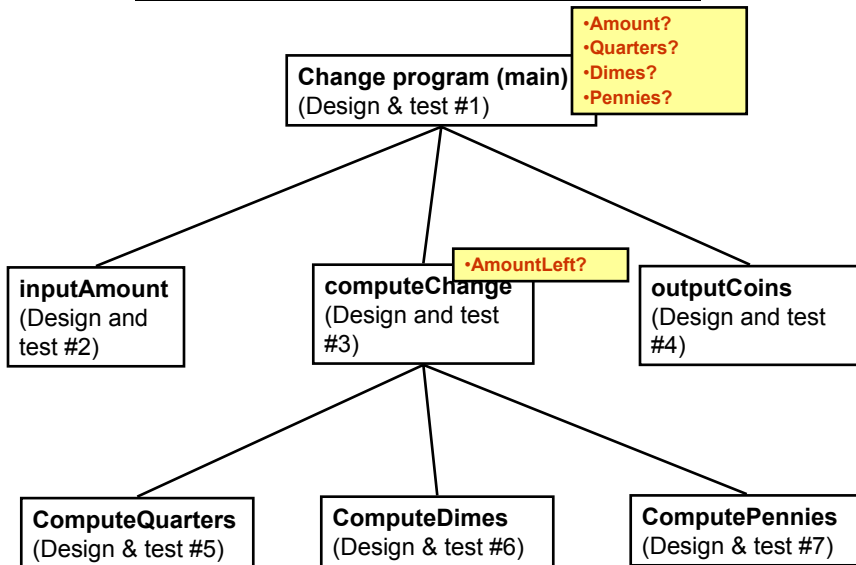 •Amount?
•Quarters?
•Dimes?
•Pennies?
Change program (main)
(Design & test #1)
•AmountLeft?
inputAmount
(Design and
test #2)
computeChange
(Design and test
#3)
outputCoins
(Design and test
#4)
ComputeQuarters
(Design & test #5)
ComputeDimes
(Design & test #6)
ComputePennies
(Design & test #7)